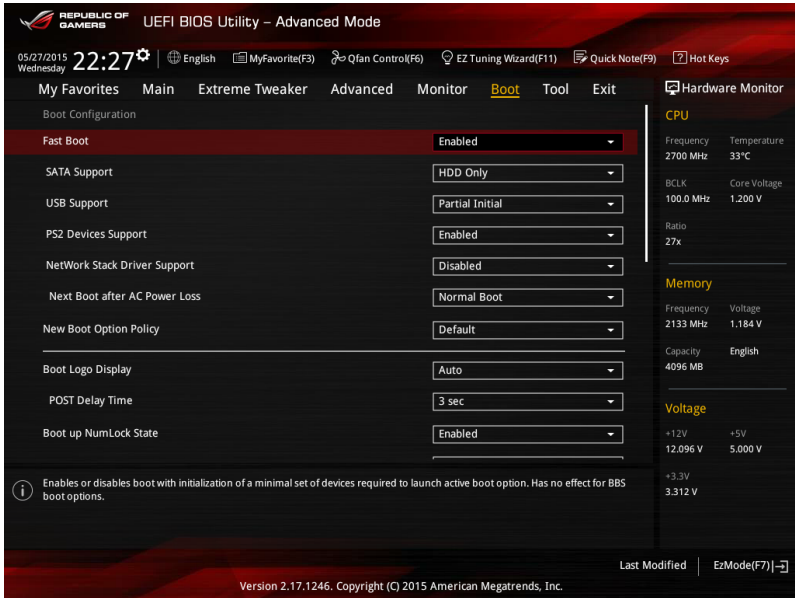 REPUBLIC OF
GAMERS
UEFI BIOS Utility – Advanced Mode
05/27/2015
Wednesday
22:27
English
MyFavorite(F3)
Qfan Control(F6)
EZ Tuning Wizard(F11)
Quick Note(F9)
? Hot Keys
My Favorites
Main
Extreme Tweaker
Advanced
Monitor
Boot
Tool
Exit
Boot Configuration
Fast Boot Enabled
SATA Support HDD Only
USB Support Partial Initial
PS2 Devices Support Enabled
NetWork Stack Driver Support Disabled
Next Boot after AC Power Loss Normal Boot
New Boot Option Policy Default
Boot Logo Display Auto
POST Delay Time 3 sec
Boot up NumLock State Enabled
i
Enables or disables boot with initialization of a minimal set of devices required to launch active boot option. Has no effect for BBS
boot options.
Hardware Monitor
CPU
Frequency Temperature
2700 MHz 33°C
BCLK Core Voltage
100.0 MHz 1.200 V
Ratio
27x
Memory
Frequency Voltage
2133 MHz 1.184 V
Capacity English
4096 MB
Voltage
+12V +5V
12.096 V 5.000 V
+3.3V
3.312 V
Last Modified
EzMode(F7)
Version 2.17.1246. Copyright (C) 2015 American Megatrends, Inc.